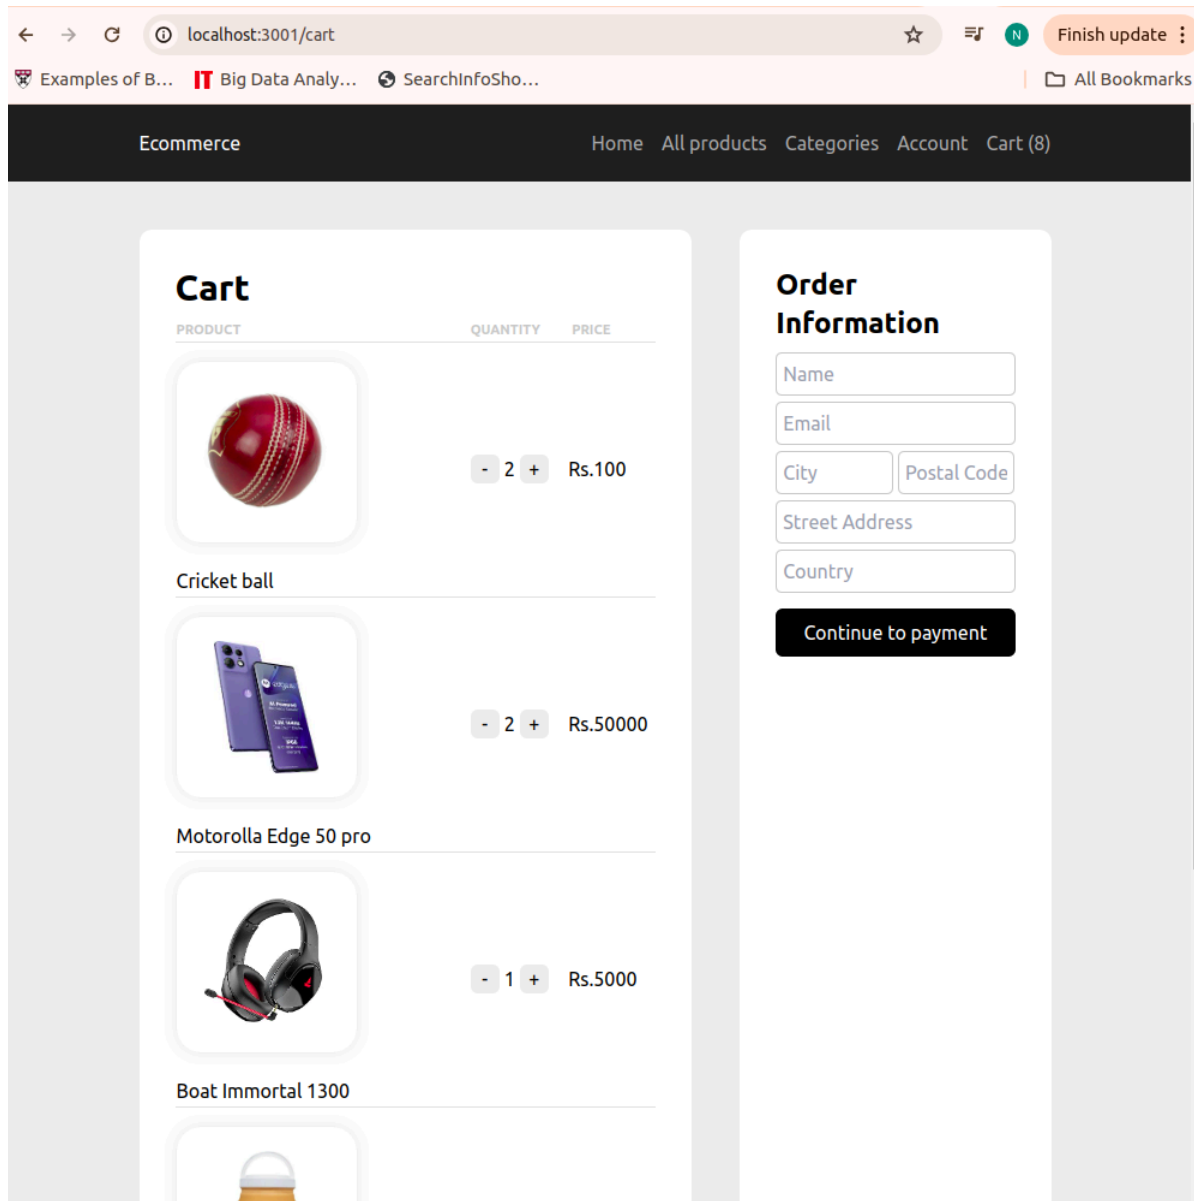 localhost:3001/cart
N
Finish update
Examples of B...
Big Data Analy...
SearchInfoSho...
All Bookmarks
Ecommerce
Home All products Categories Account Cart (8)
Cart
PRODUCT QUANTITY PRICE
- 2 + Rs.100
Cricket ball
- 2 + Rs.50000
Motorolla Edge 50 pro
- 1 + Rs.5000
Boat Immortal 1300
Order
Information
Name
Email
City Postal Code
Street Address
Country
Continue to payment